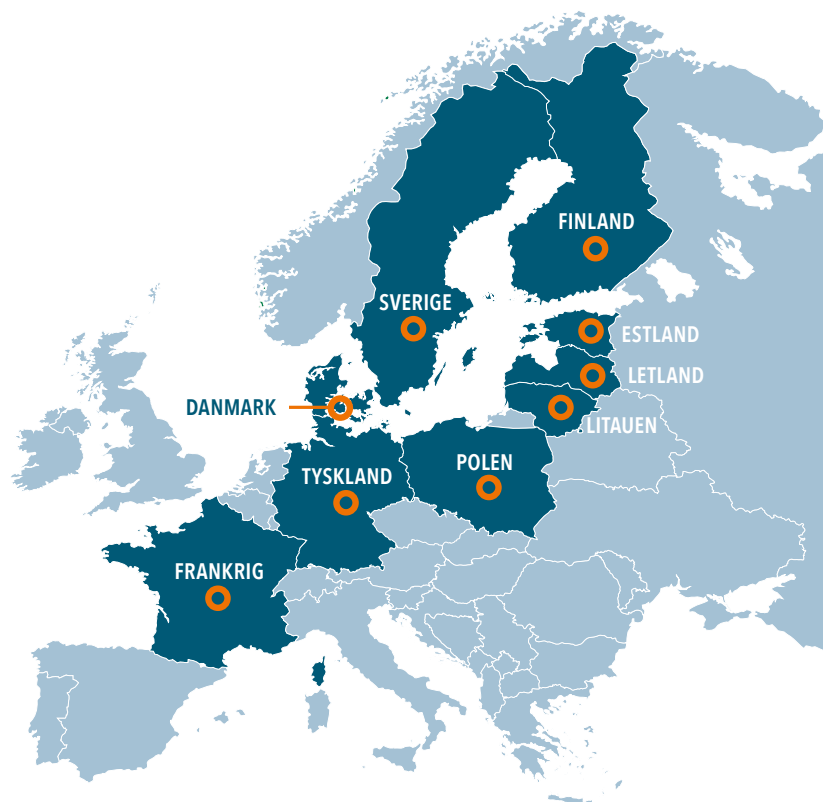 FINLAND
SVERIGE
ESTLAND
LETLAND
DANMARK
LITAUEN
POLEN
TYSKLAND
FRANKRIG